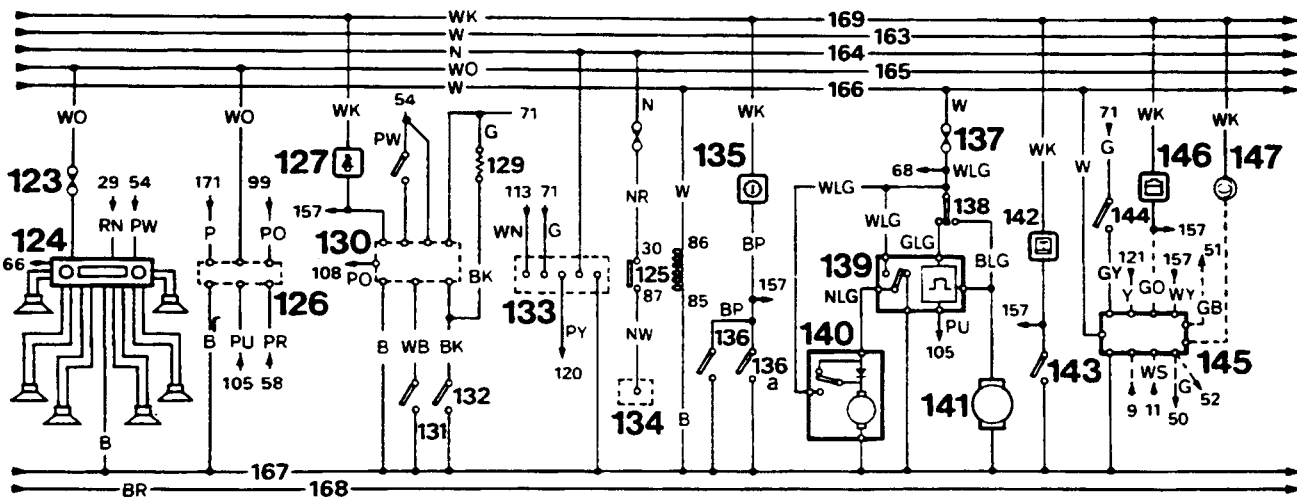 WK 169
W 163
N 164
WO 165
W 166
WO WO WK 54 G 71 N WK W 71 WK WK
PW 137 G
123 127 129 135 146 147
29 54 171 99 113 71 W 68 WLG WK W
124 RN PW P PO 157 130 WN G NR WLG 138 142 144 157
66 108 PO BK 30 86 BP WLG GLG BLG 51
126 133 125 139 GY 121 157
87 85 157 NLG Y GO WY GB
B PU PR B WB BK PY NW BP 136 136 140 PU 157 145
105 58 120 a 105 143 WS
132 134 141 9 11 G 52
B 131 B 50
167
BR 168